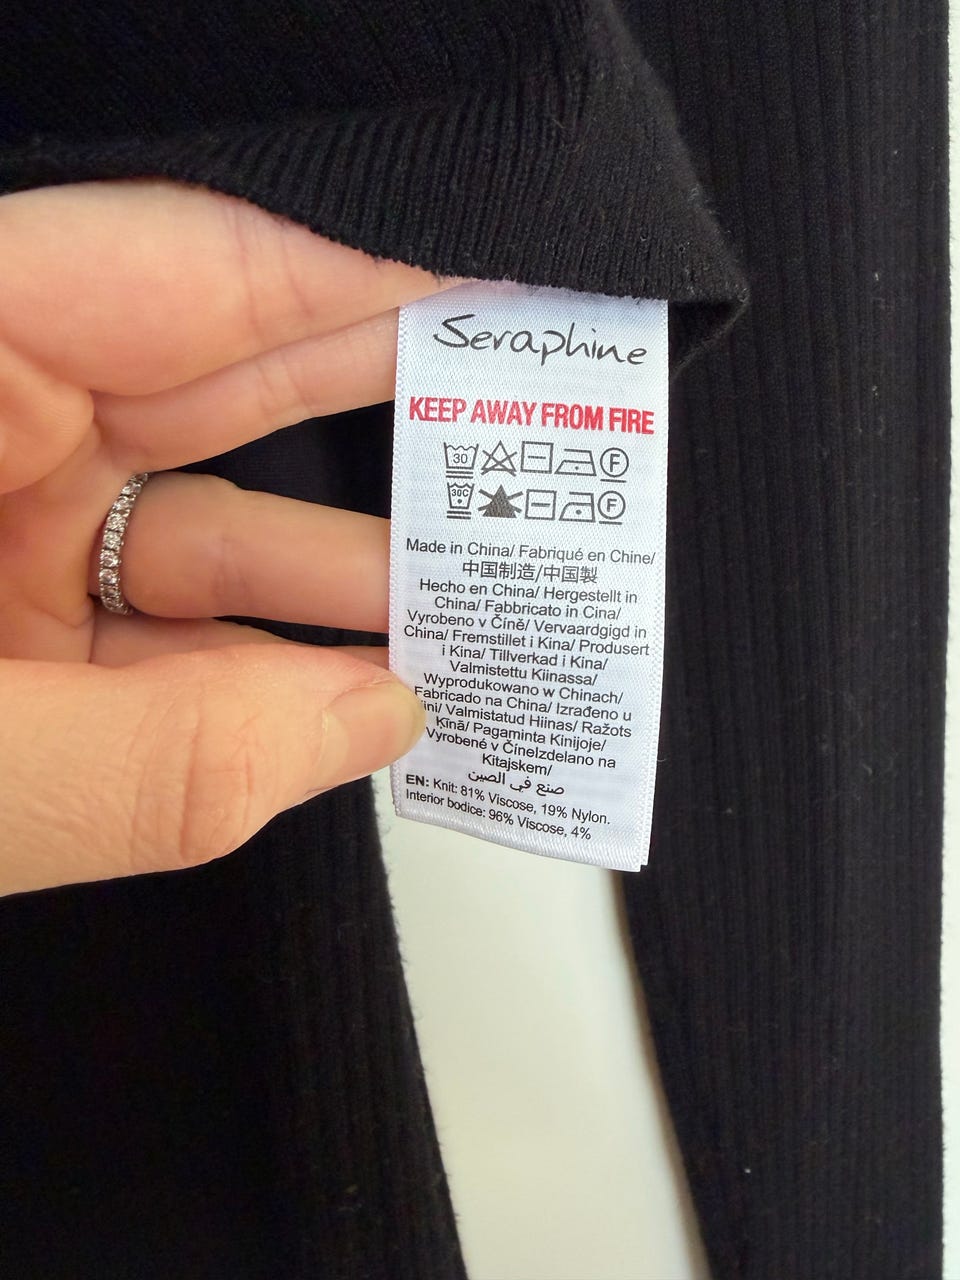 Seraphine
KEEP AWAY FROM FIRE
30 F
30C F
Made in China/ Fabriqué en Chine/
中国制造/中国製
Hecho en China/ Hergestellt in
China/ Fabbricato in Cina/
Vyrobeno v Číně/ Vervaardigd in
China/ Fremstillet i Kina/ Produsert
i Kina/ Tillverkad i Kina/
Valmistettu Kiinassa/
Wyprodukowano w Chinach/
Fabricado na China/ Izrađeno u
ini/ Valmistatud Hiinas/ Ražots
Ķīnā/ Pagaminta Kinijoje/
Vyrobené v ČíneIzdelano na
Kitajskem/
صنع في الصين
EN: Knit: 81% Viscose, 19% Nylon.
Interior bodice: 96% Viscose, 4%